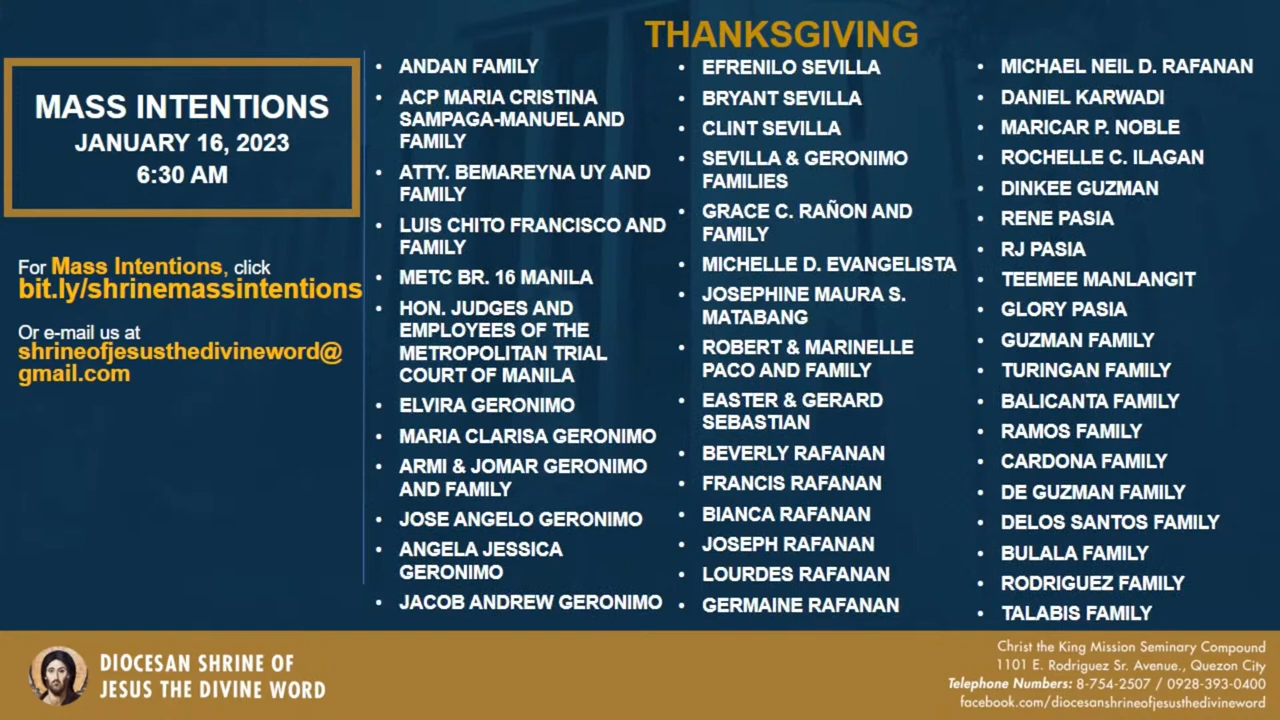 THANKSGIVING
MASS INTENTIONS
JANUARY 16, 2023
6:30 AM
For Mass Intentions, click
bit.ly/shrinemassintentions
Or e-mail us at
shrineofjesusthedivineword@
gmail.com
• ANDAN FAMILY
• ACP MARIA CRISTINA
SAMPAGA-MANUEL AND
FAMILY
• ATTY. BEMAREYNA UY AND
FAMILY
• LUIS CHITO FRANCISCO AND
FAMILY
• METC BR. 16 MANILA
• HON. JUDGES AND
EMPLOYEES OF THE
METROPOLITAN TRIAL
COURT OF MANILA
• ELVIRA GERONIMO
• MARIA CLARISA GERONIMO
• ARMI & JOMAR GERONIMO
AND FAMILY
• JOSE ANGELO GERONIMO
• ANGELA JESSICA
GERONIMO
• JACOB ANDREW GERONIMO
• EFRENILO SEVILLA
• BRYANT SEVILLA
• CLINT SEVILLA
• SEVILLA & GERONIMO
FAMILIES
• GRACE C. RAÑON AND
FAMILY
• MICHELLE D. EVANGELISTA
• JOSEPHINE MAURA S.
MATABANG
• ROBERT & MARINELLE
PACO AND FAMILY
• EASTER & GERARD
SEBASTIAN
• BEVERLY RAFANAN
• FRANCIS RAFANAN
• BIANCA RAFANAN
• JOSEPH RAFANAN
• LOURDES RAFANAN
• GERMAINE RAFANAN
• MICHAEL NEIL D. RAFANAN
• DANIEL KARWADI
• MARICAR P. NOBLE
• ROCHELLE C. ILAGAN
• DINKEE GUZMAN
• RENE PASIA
• RJ PASIA
• TEEMEE MANLANGIT
• GLORY PASIA
• GUZMAN FAMILY
• TURINGAN FAMILY
• BALICANTA FAMILY
• RAMOS FAMILY
• CARDONA FAMILY
• DE GUZMAN FAMILY
• DELOS SANTOS FAMILY
• BULALA FAMILY
• RODRIGUEZ FAMILY
• TALABIS FAMILY
DIOCESAN SHRINE OF
JESUS THE DIVINE WORD
Christ the King Mission Seminary Compound
1101 E. Rodriguez Sr. Avenue., Quezon City
Telephone Numbers: 8-754-2507 / 0928-393-0400
facebook.com/diocesanshrineofjesusthedivineword